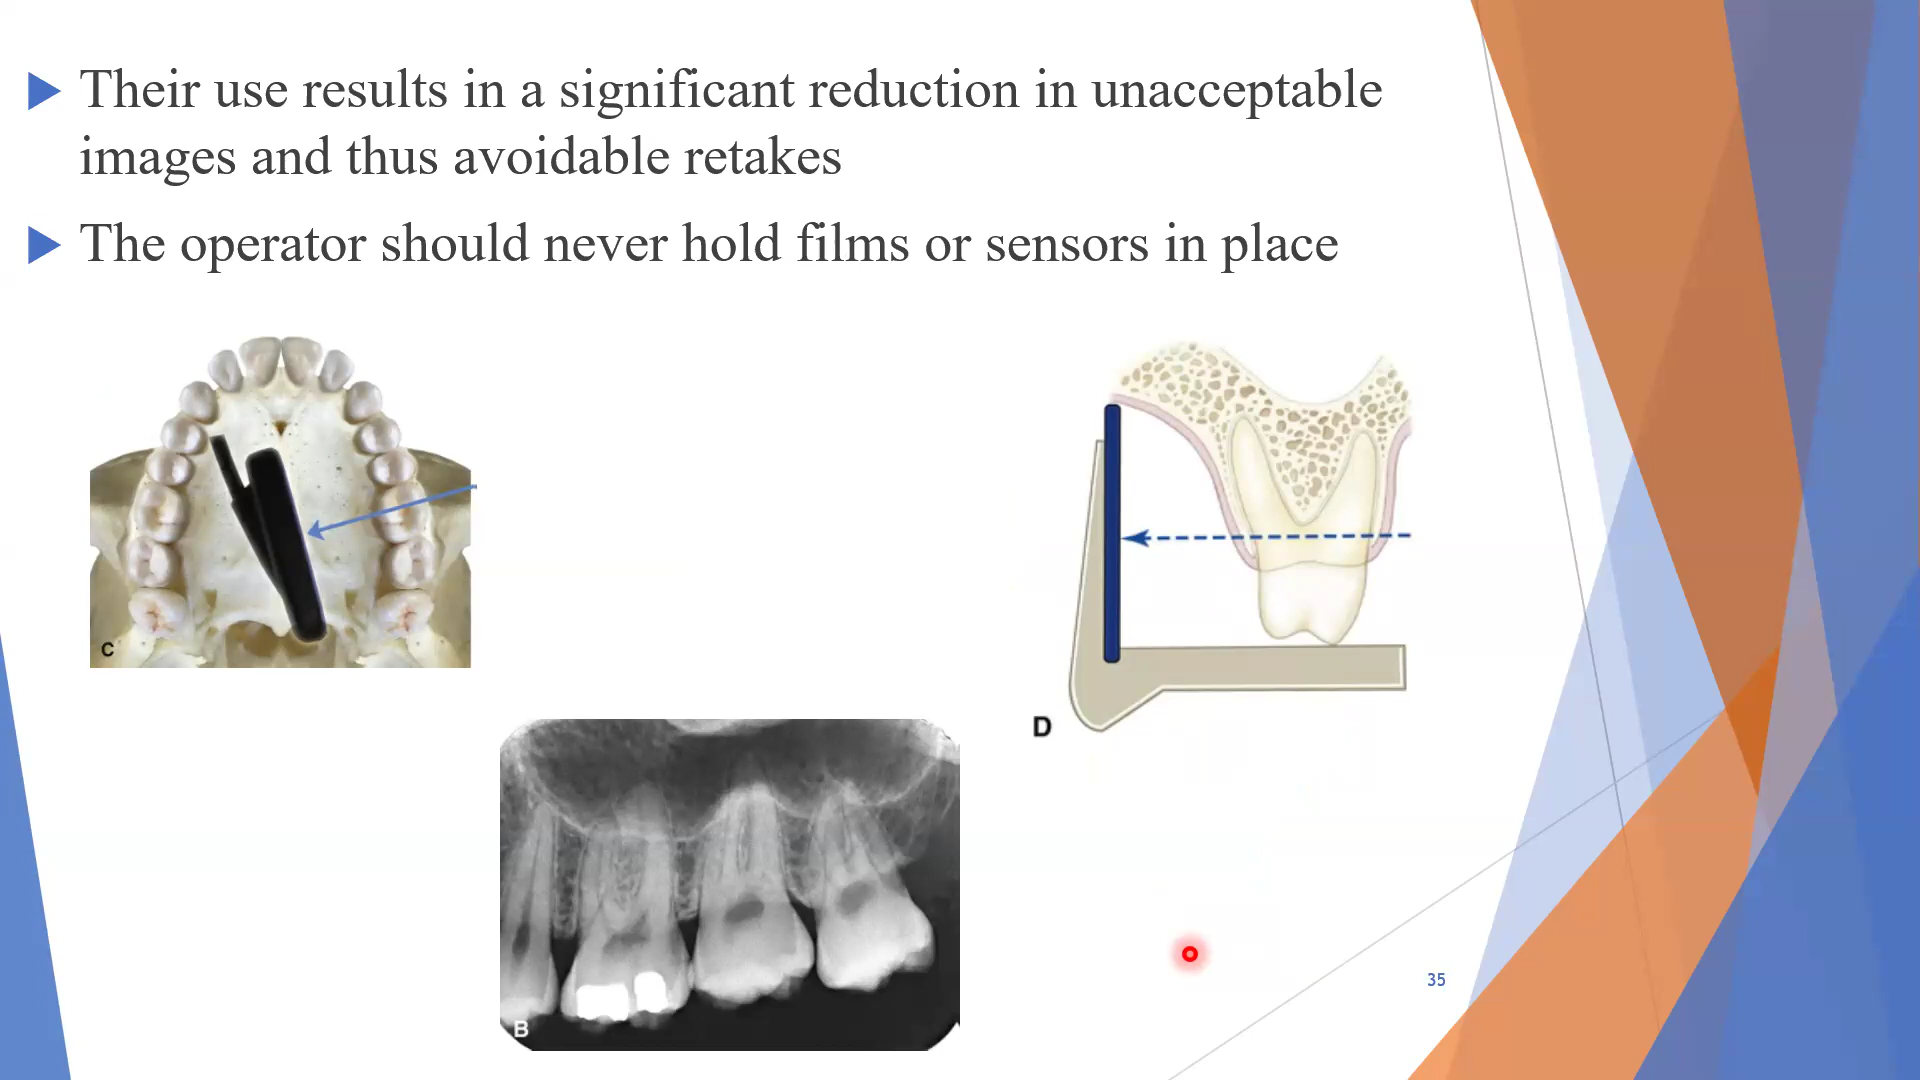 Their use results in a significant reduction in unacceptable
images and thus avoidable retakes
The operator should never hold films or sensors in place
C
D
B
35